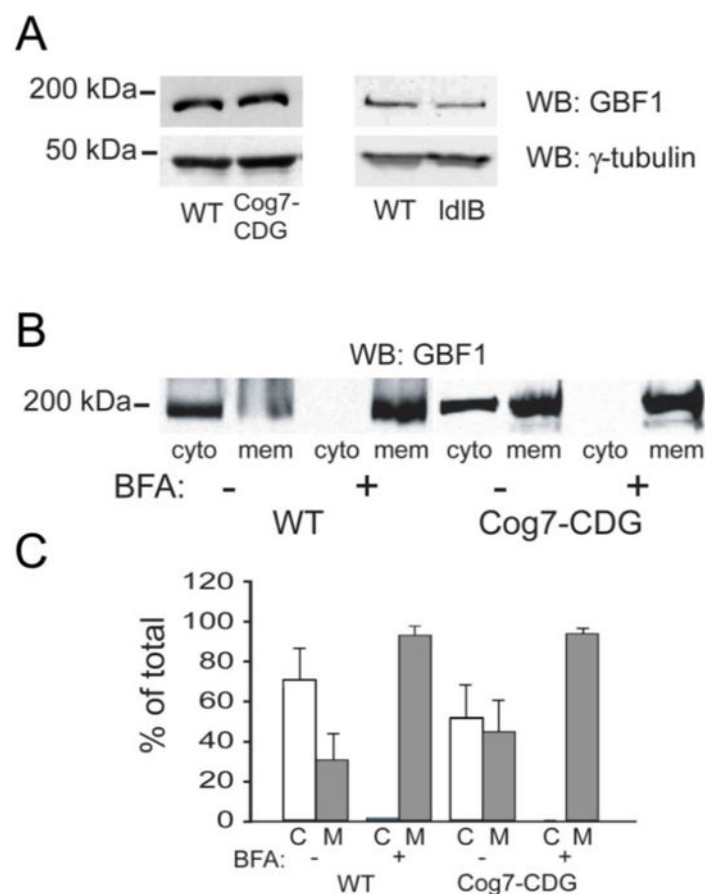 A
200 kDa
WB: GBF1
50 kDa
WB: γ-tubulin
WT Cog7-CDG WT ldlB
B
WB: GBF1
200 kDa
cyto mem cyto mem cyto mem cyto mem
BFA: - + - +
WT Cog7-CDG
C
% of total
120
100
80
60
40
20
0
C M C M C M C M
BFA: - + - +
WT Cog7-CDG